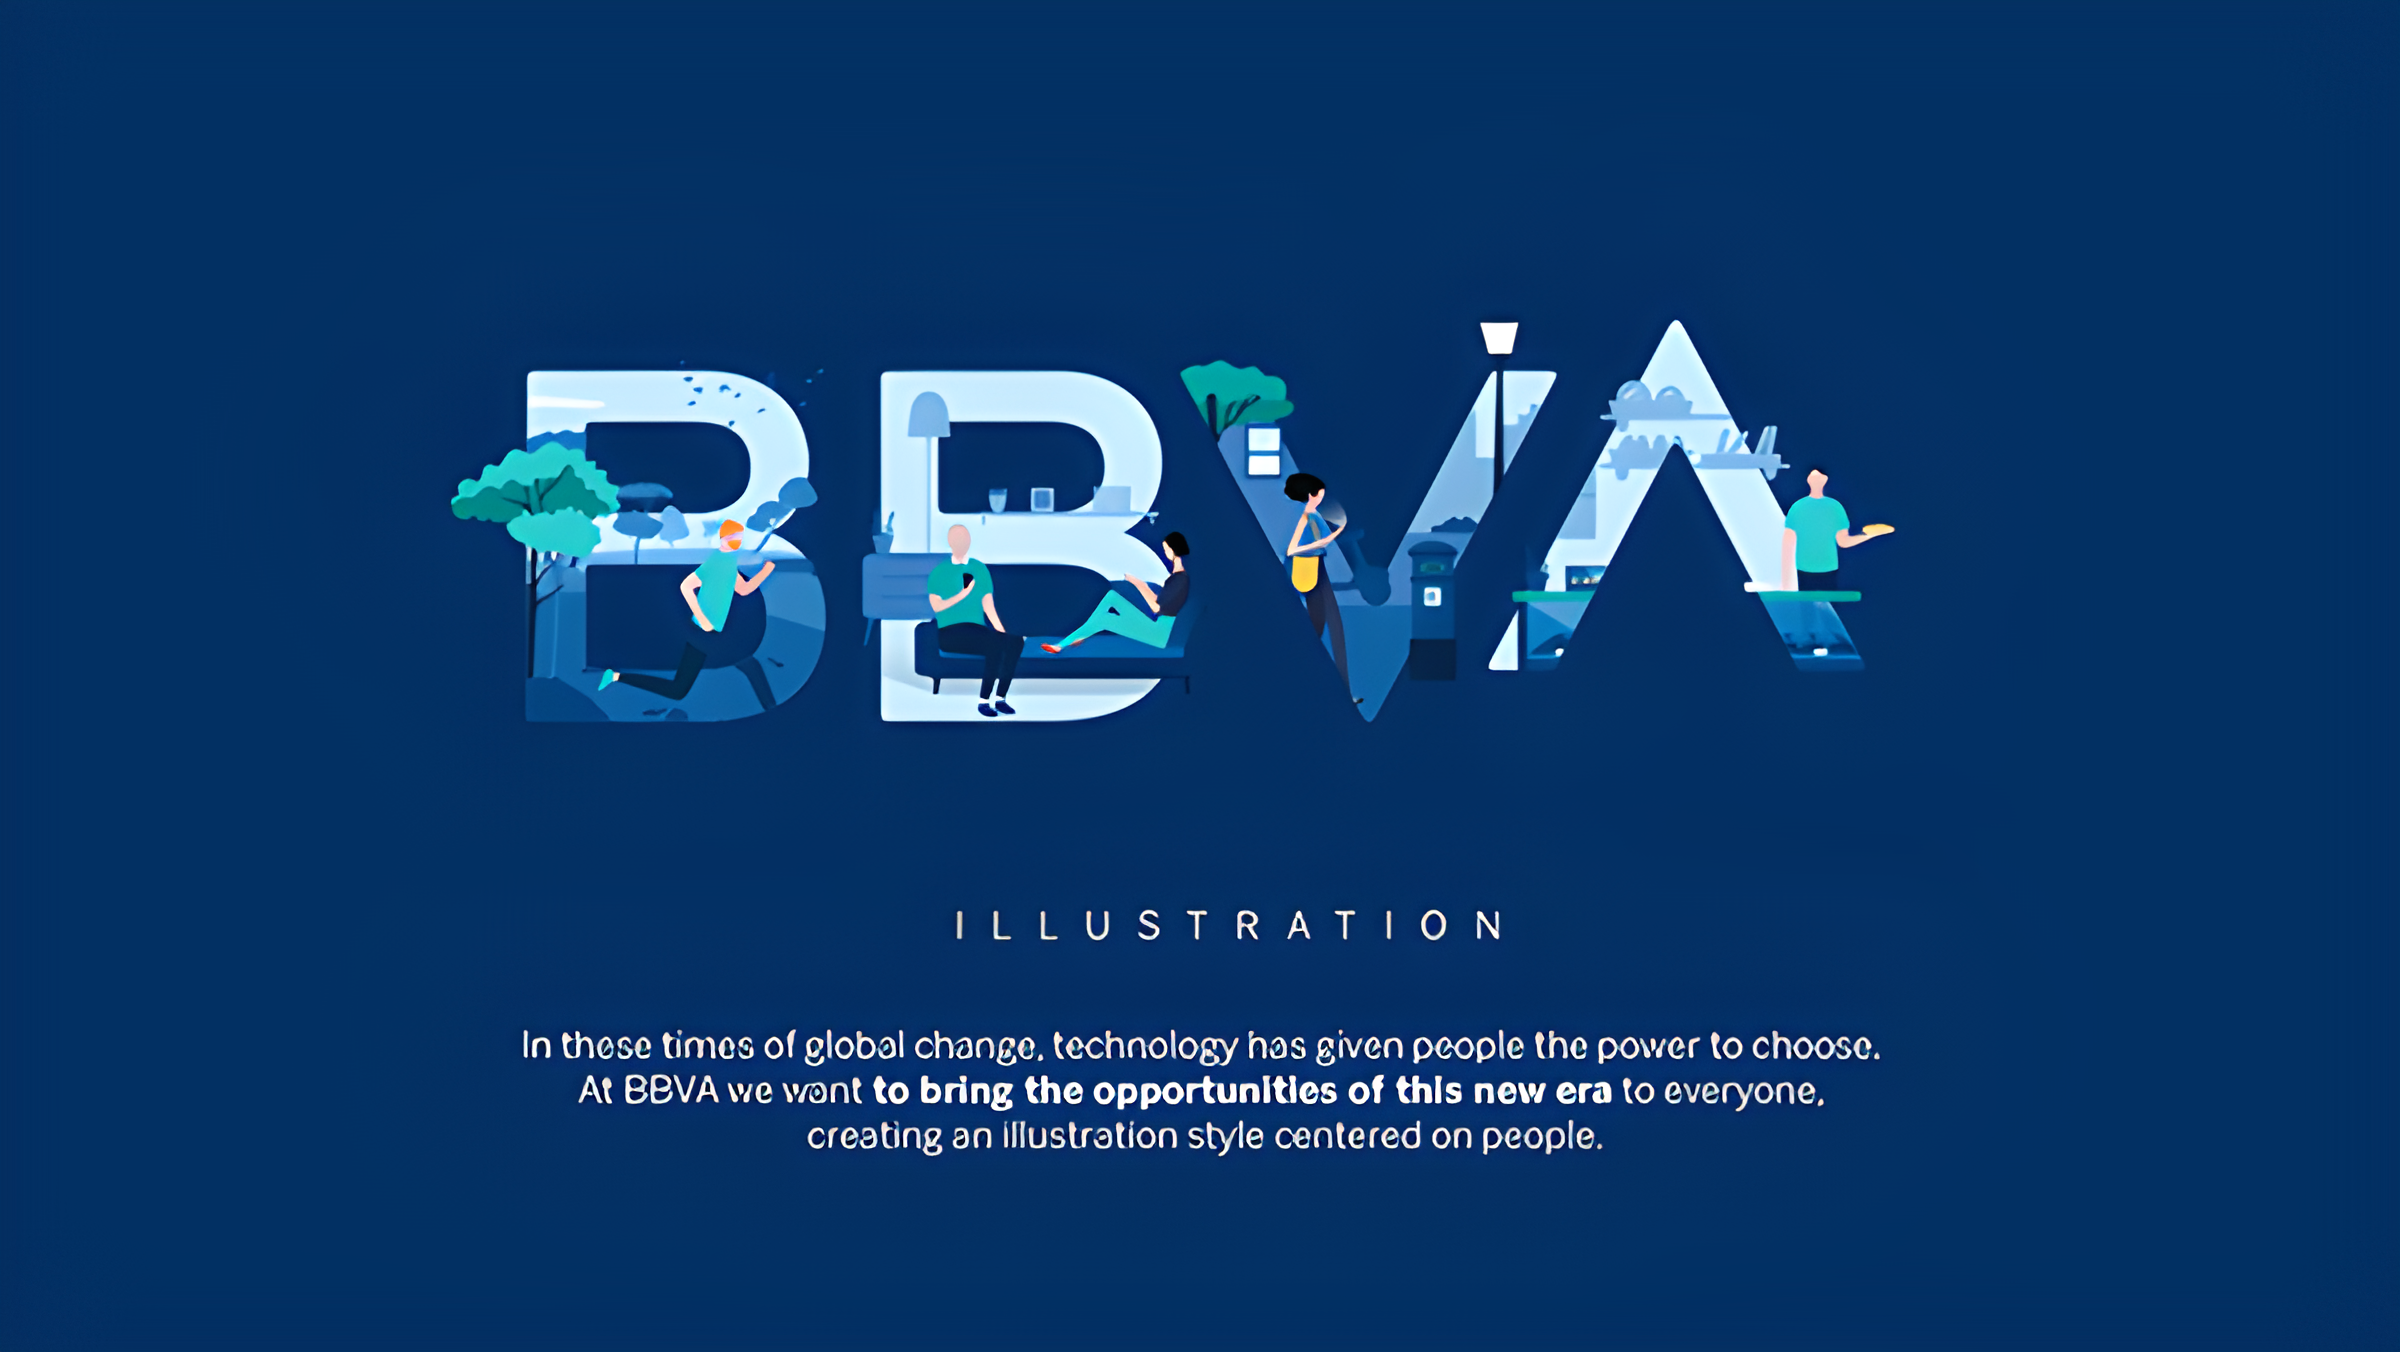 BBVA
ILLUSTRATION
In these times of global change, technology has given people the power to choose.
At BBVA we want to bring the opportunities of this new era to everyone,
creating an illustration style centered on people.